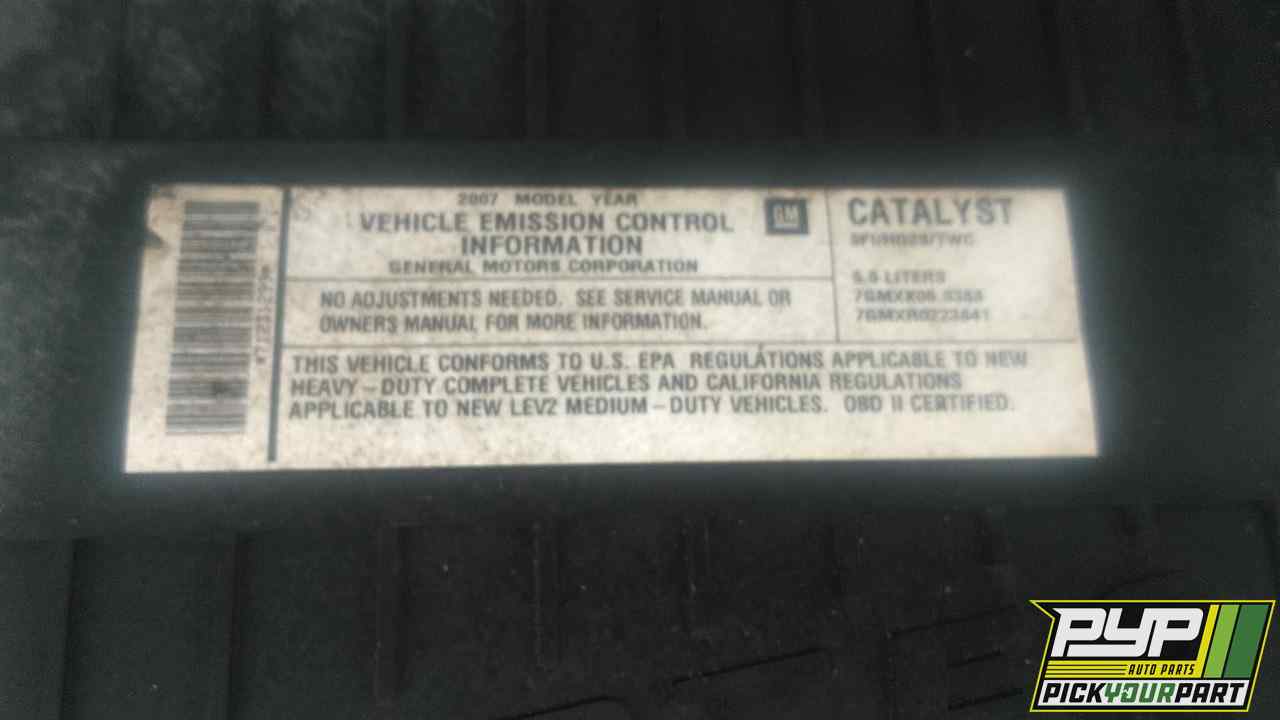 2007 MODEL YEAR
VEHICLE EMISSION CONTROL
INFORMATION
GENERAL MOTORS CORPORATION
GM
NO ADJUSTMENTS NEEDED. SEE SERVICE MANUAL OR
OWNERS MANUAL FOR MORE INFORMATION.
CATALYST
LITERS
THIS VEHICLE CONFORMS TO U.S. EPA REGULATIONS APPLICABLE TO NEW
HEAVY-DUTY COMPLETE VEHICLES AND CALIFORNIA REGULATIONS
APPLICABLE TO NEW LEV2 MEDIUM-DUTY VEHICLES. OBD II CERTIFIED.
PYP
AUTO PARTS
PICKYOURPART